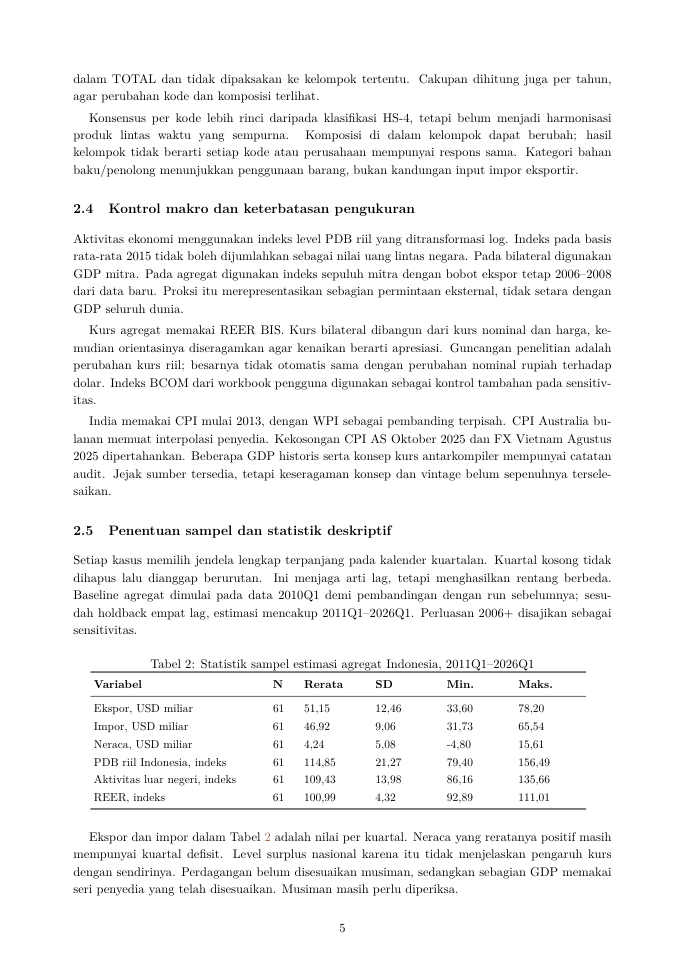 dalam TOTAL dan tidak dipaksakan ke kelompok tertentu. Cakupan dihitung juga per tahun,
agar perubahan kode dan komposisi terlihat.
Konsensus per kode lebih rinci daripada klasifikasi HS-4, tetapi belum menjadi harmonisasi
produk lintas waktu yang sempurna. Komposisi di dalam kelompok dapat berubah; hasil
kelompok tidak berarti setiap kode atau perusahaan mempunyai respons sama. Kategori bahan
baku/penolong menunjukkan penggunaan barang, bukan kandungan input impor eksportir.
2.4 Kontrol makro dan keterbatasan pengukuran
Aktivitas ekonomi menggunakan indeks level PDB riil yang ditransformasi log. Indeks pada basis
rata-rata 2015 tidak boleh dijumlahkan sebagai nilai uang lintas negara. Pada bilateral digunakan
GDP mitra. Pada agregat digunakan indeks sepuluh mitra dengan bobot ekspor tetap 2006–2008
dari data baru. Proksi itu merepresentasikan sebagian permintaan eksternal, tidak setara dengan
GDP seluruh dunia.
Kurs agregat memakai REER BIS. Kurs bilateral dibangun dari kurs nominal dan harga, ke-
mudian orientasinya diseragamkan agar kenaikan berarti apresiasi. Guncangan penelitian adalah
perubahan kurs riil; besarnya tidak otomatis sama dengan perubahan nominal rupiah terhadap
dolar. Indeks BCOM dari workbook pengguna digunakan sebagai kontrol tambahan pada sensitiv-
itas.
India memakai CPI mulai 2013, dengan WPI sebagai pembanding terpisah. CPI Australia bu-
lanan memuat interpolasi penyedia. Kekosongan CPI AS Oktober 2025 dan FX Vietnam Agustus
2025 dipertahankan. Beberapa GDP historis serta konsep kurs antarkompiler mempunyai catatan
audit. Jejak sumber tersedia, tetapi keseragaman konsep dan vintage belum sepenuhnya tersele-
saikan.
2.5 Penentuan sampel dan statistik deskriptif
Setiap kasus memilih jendela lengkap terpanjang pada kalender kuartalan. Kuartal kosong tidak
dihapus lalu dianggap berurutan. Ini menjaga arti lag, tetapi menghasilkan rentang berbeda.
Baseline agregat dimulai pada data 2010Q1 demi pembandingan dengan run sebelumnya; sesu-
dah holdback empat lag, estimasi mencakup 2011Q1–2026Q1. Perluasan 2006+ disajikan sebagai
sensitivitas.
Tabel 2: Statistik sampel estimasi agregat Indonesia, 2011Q1–2026Q1
Variabel N Rerata SD Min. Maks.
Ekspor, USD miliar 61 51,15 12,46 33,60 78,20
Impor, USD miliar 61 46,92 9,06 31,73 65,54
Neraca, USD miliar 61 4,24 5,08 -4,80 15,61
PDB riil Indonesia, indeks 61 114,85 21,27 79,40 156,49
Aktivitas luar negeri, indeks 61 109,43 13,98 86,16 135,66
REER, indeks 61 100,99 4,32 92,89 111,01
Ekspor dan impor dalam Tabel 2 adalah nilai per kuartal. Neraca yang reratanya positif masih
mempunyai kuartal defisit. Level surplus nasional karena itu tidak menjelaskan pengaruh kurs
dengan sendirinya. Perdagangan belum disesuaikan musiman, sedangkan sebagian GDP memakai
seri penyedia yang telah disesuaikan. Musiman masih perlu diperiksa.
5